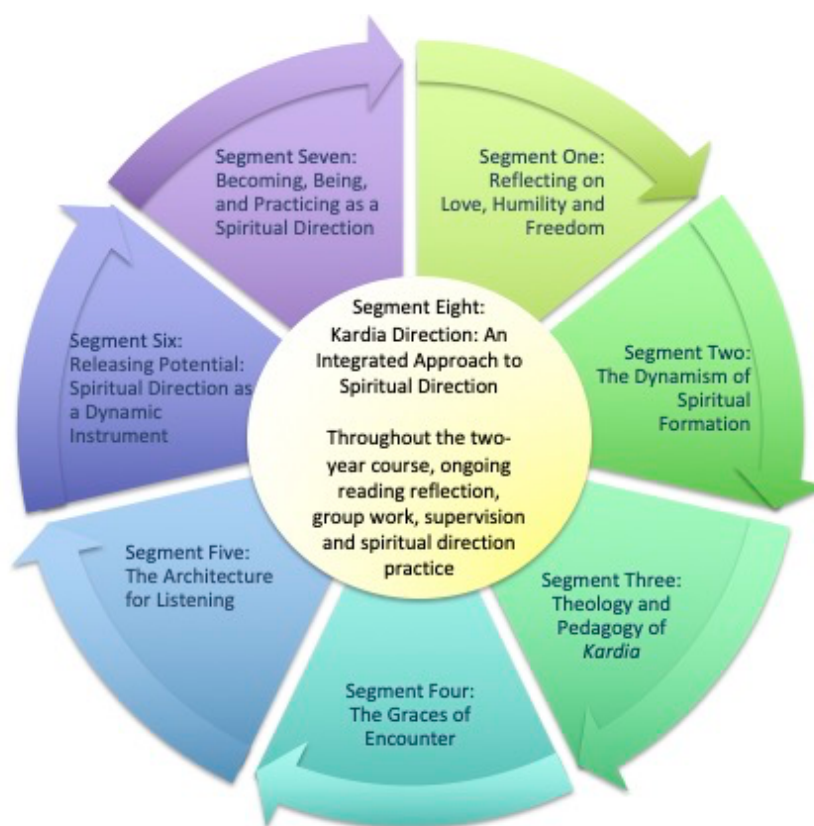 Segment One:
Reflecting on
Love, Humility and
Freedom
Segment Two:
The Dynamism of
Spiritual
Formation
Segment Three:
Theology and
Pedagogy of
Kardia
Segment Four:
The Graces of
Encounter
Segment Five:
The Architecture
for Listening
Segment Six:
Releasing Potential:
Spiritual Direction as
a Dynamic
Instrument
Segment Seven:
Becoming, Being,
and Practicing as a
Spiritual Direction
Segment Eight:
Kardia Direction: An
Integrated Approach to
Spiritual Direction
Throughout the two-
year course, ongoing
reading reflection,
group work, supervision
and spiritual direction
practice